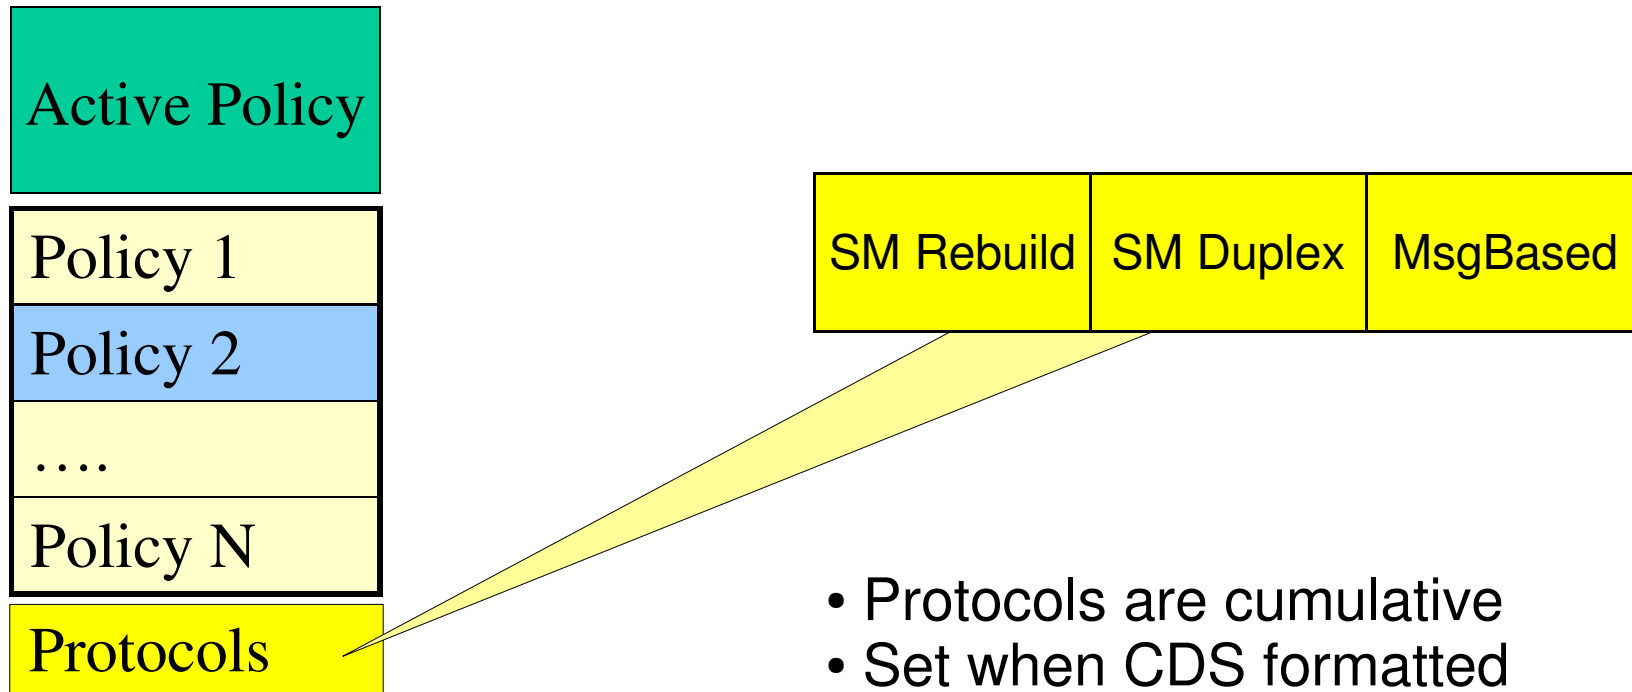 Active Policy
Policy 1
Policy 2
....
Policy N
Protocols
SM Rebuild SM Duplex MsgBased
• Protocols are cumulative
• Set when CDS formatted